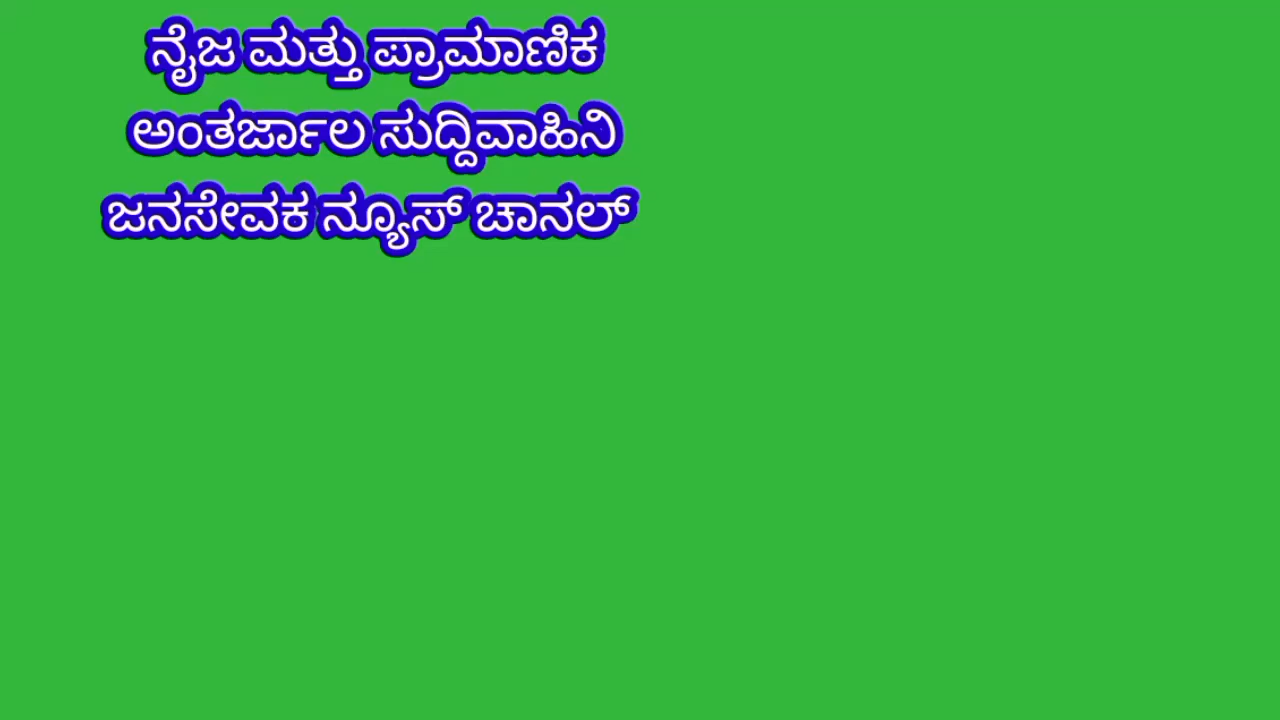 ನೈಜ ಮತ್ತು ಪ್ರಾಮಾಣಿಕ
ಅಂತರ್ಜಾಲ ಸುದ್ದಿವಾಹಿನಿ
ಜನಸೇವಕ ನ್ಯೂಸ್ ಚಾನಲ್